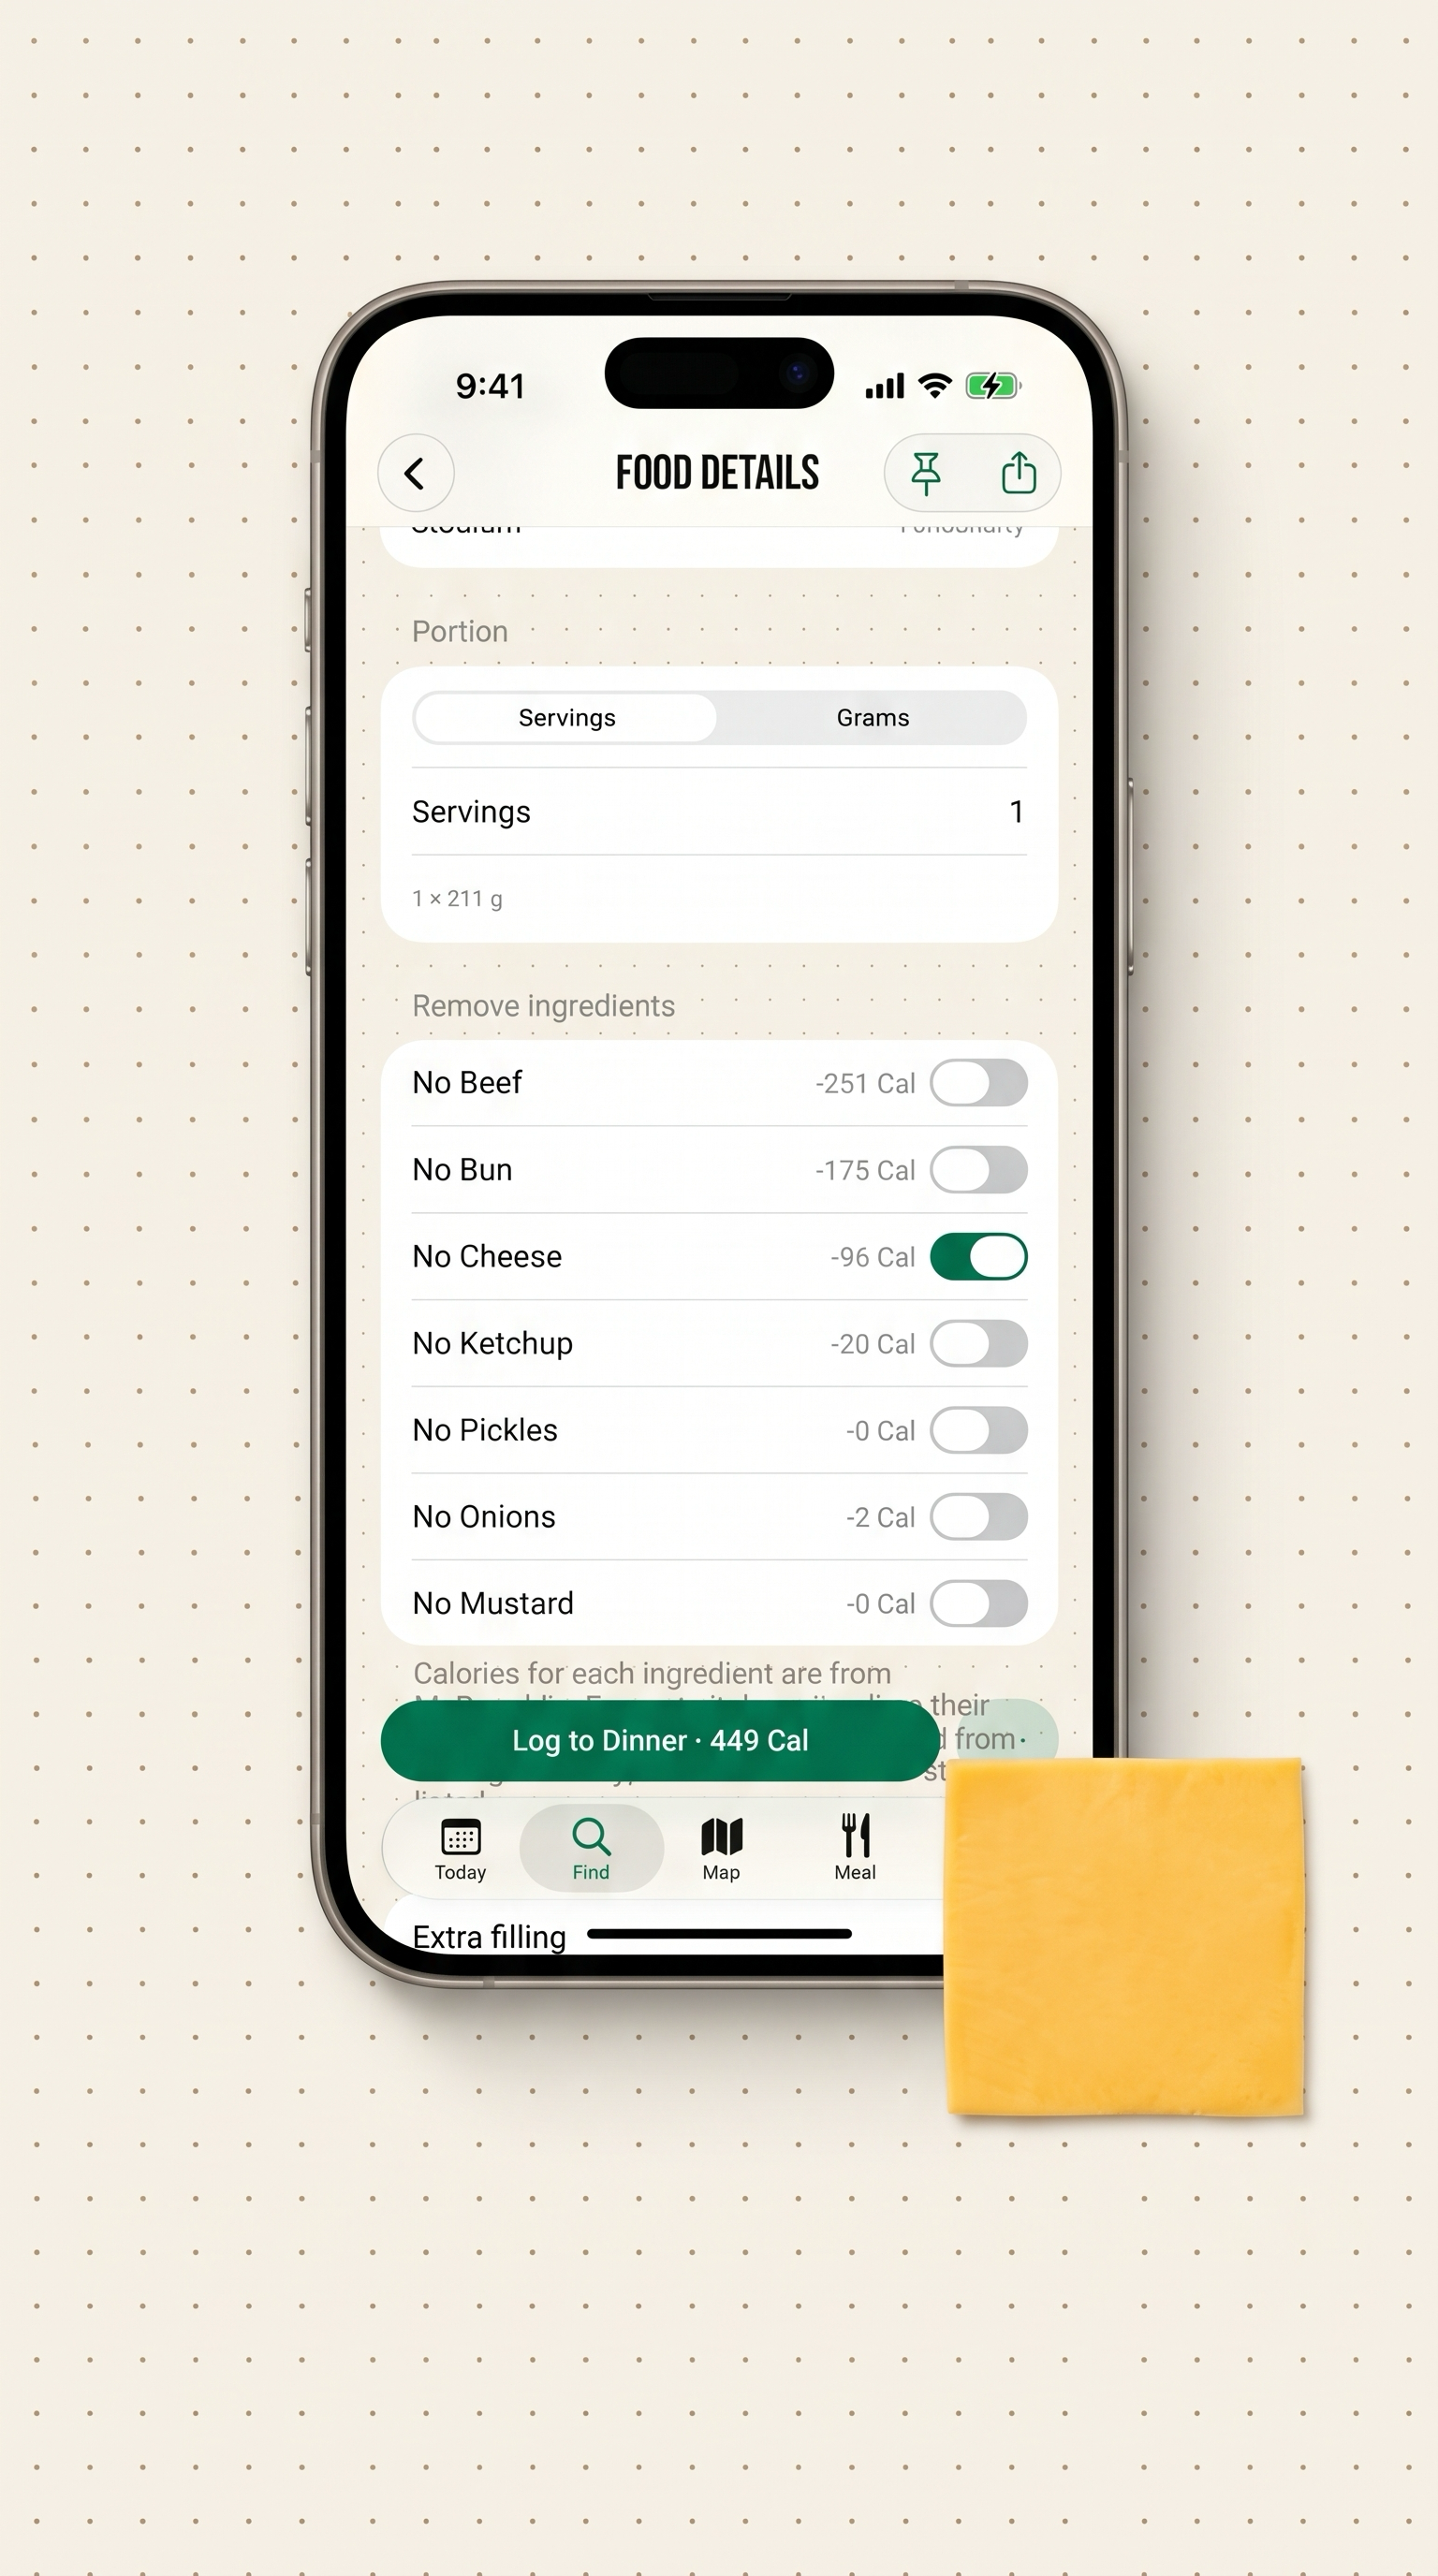 9:41
FOOD DETAILS
Portion
Servings Grams
Servings 1
1 × 211 g
Remove ingredients
No Beef -251 Cal
No Bun -175 Cal
No Cheese -96 Cal
No Ketchup -20 Cal
No Pickles -0 Cal
No Onions -2 Cal
No Mustard -0 Cal
Calories for each ingredient are from
their
Log to Dinner · 449 Cal
from
Today Find Map Meal
Extra filling